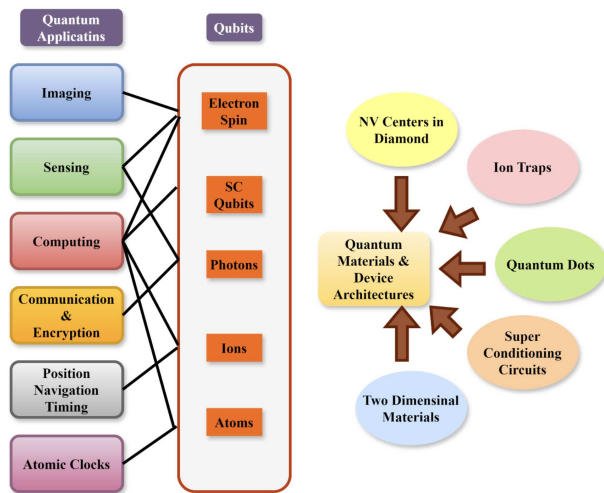 Quantum
Applicatins
Qubits
Imaging
Sensing
Computing
Communication
&
Encryption
Position
Navigation
Timing
Atomic Clocks
Electron
Spin
SC
Qubits
Photons
Ions
Atoms
NV Centers in
Diamond
Ion Traps
Quantum
Materials &
Device
Architectures
Quantum Dots
Super
Conditioning
Circuits
Two Dimensinal
Materials